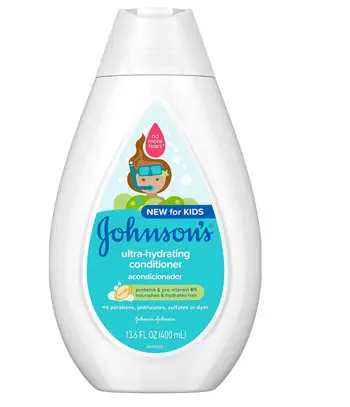 no
more
tears®
NEW for KIDS
Johnson's
ultra-hydrating
conditioner
acondicionador
proteins & pro vitamin B5
nourishes & hydrates hair
no parabens, phthalates, sulfates or dyes
Johnson & Johnson
13.6 FL OZ (400 mL)